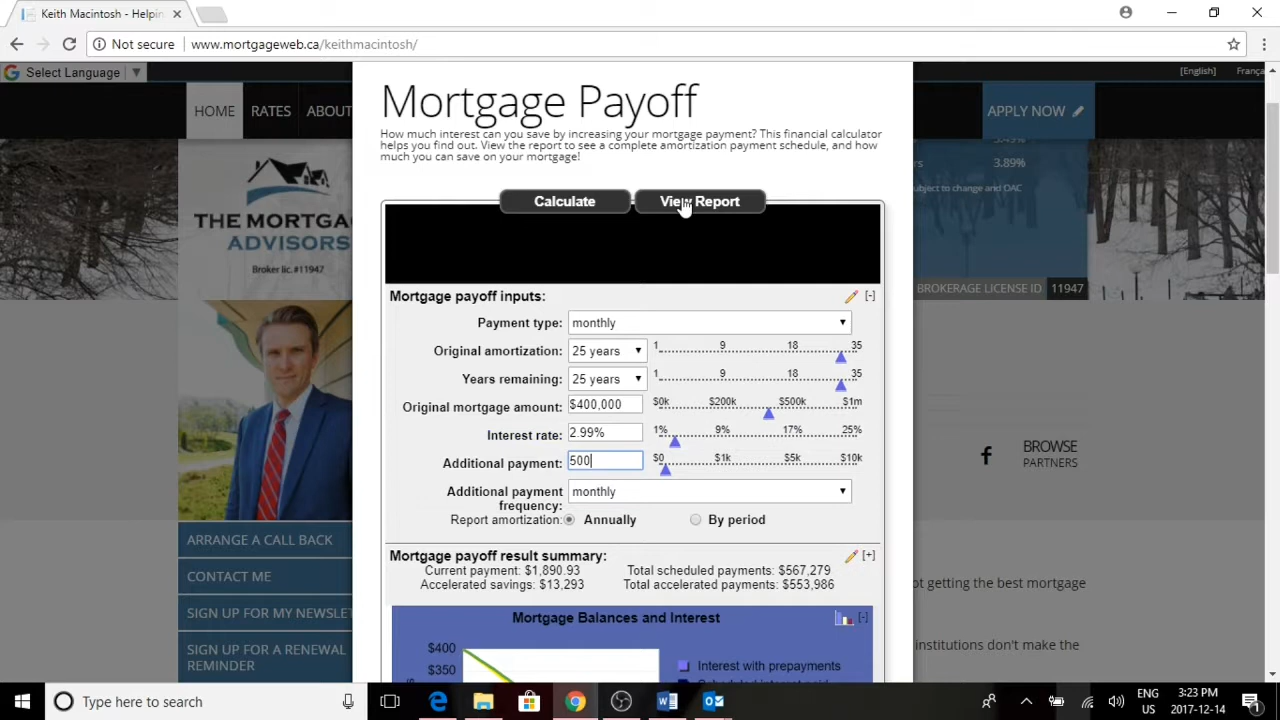 Keith Macintosh - Helpin
Not secure
www.mortgageweb.ca/keithmacintosh/
Select Language
[English]
França
HOME
RATES
ABOUT
APPLY NOW
3.89%
subject to change and OAC
THE MORTGA
ADVISORS
Broker lic. #11947
BROKERAGE LICENSE ID 11947
Mortgage Payoff
How much interest can you save by increasing your mortgage payment? This financial calculator
helps you find out. View the report to see a complete amortization payment schedule, and how
much you can save on your mortgage!
Calculate
View Report
Mortgage payoff inputs:
[-]
Payment type: monthly
Original amortization: 25 years 1 9 18 35
Years remaining: 25 years 1 9 18 35
Original mortgage amount: $400,000 $0k $200k $500k $1m
Interest rate: 2.99% 1% 9% 17% 25%
Additional payment: 500 $0 $1k $5k $10k
Additional payment
frequency: monthly
Report amortization: Annually By period
Mortgage payoff result summary:
[+]
Current payment: $1,890.93 Total scheduled payments: $567,279
Accelerated savings: $13,293 Total accelerated payments: $553,986
Mortgage Balances and Interest
[-]
$400
$350
Interest with prepayments
ARRANGE A CALL BACK
CONTACT ME
SIGN UP FOR MY NEWSLET
SIGN UP FOR A RENEWAL
REMINDER
BROWSE
PARTNERS
ot getting the best mortgage
institutions don't make the
Type here to search
ENG
US
3:23 PM
2017-12-14